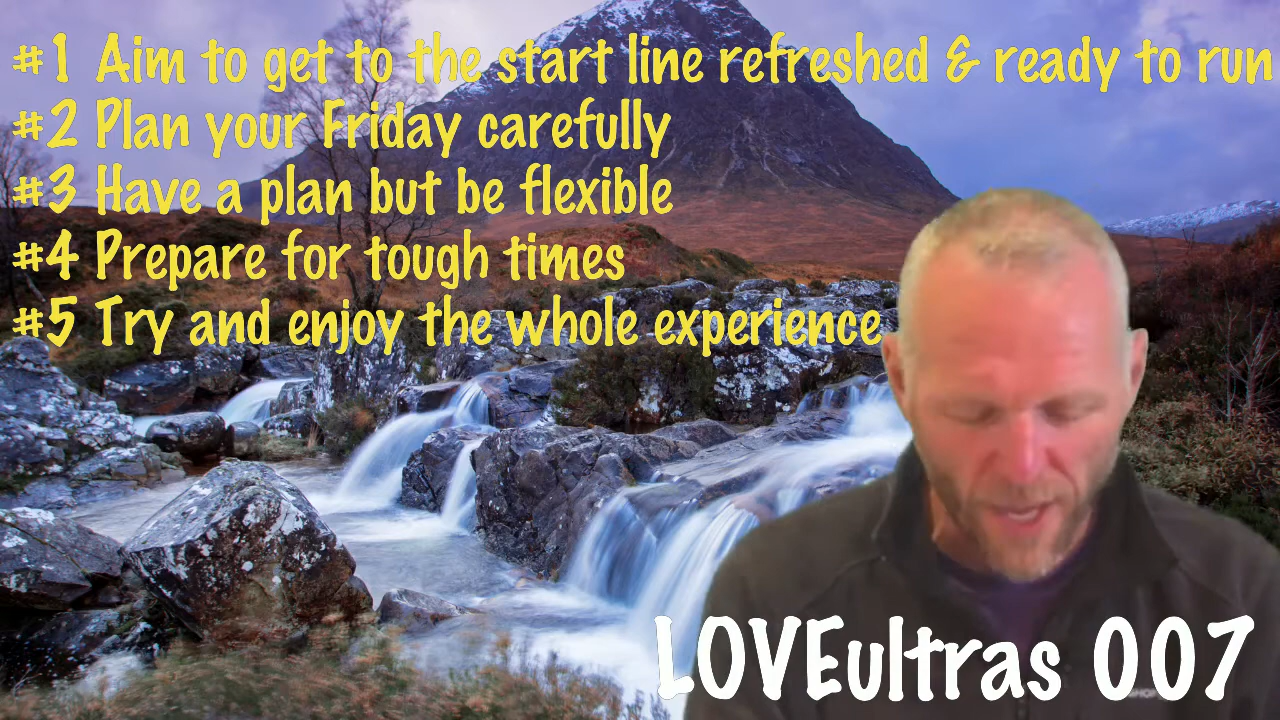 #1 Aim to get to the start line refreshed & ready to run
#2 Plan your Friday carefully
#3 Have a plan but be flexible
#4 Prepare for tough times
#5 Try and enjoy the whole experience
LOVEultras 007